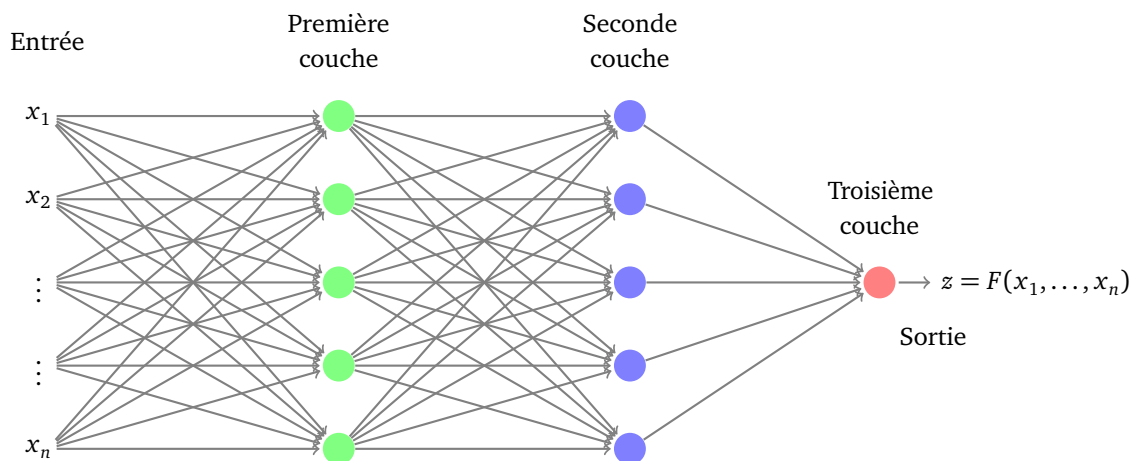 Entrée
Première
couche
Seconde
couche
Troisième
couche
x₁
x₂
⋮
⋮
xₙ
z = F(x₁,...,xₙ)
Sortie